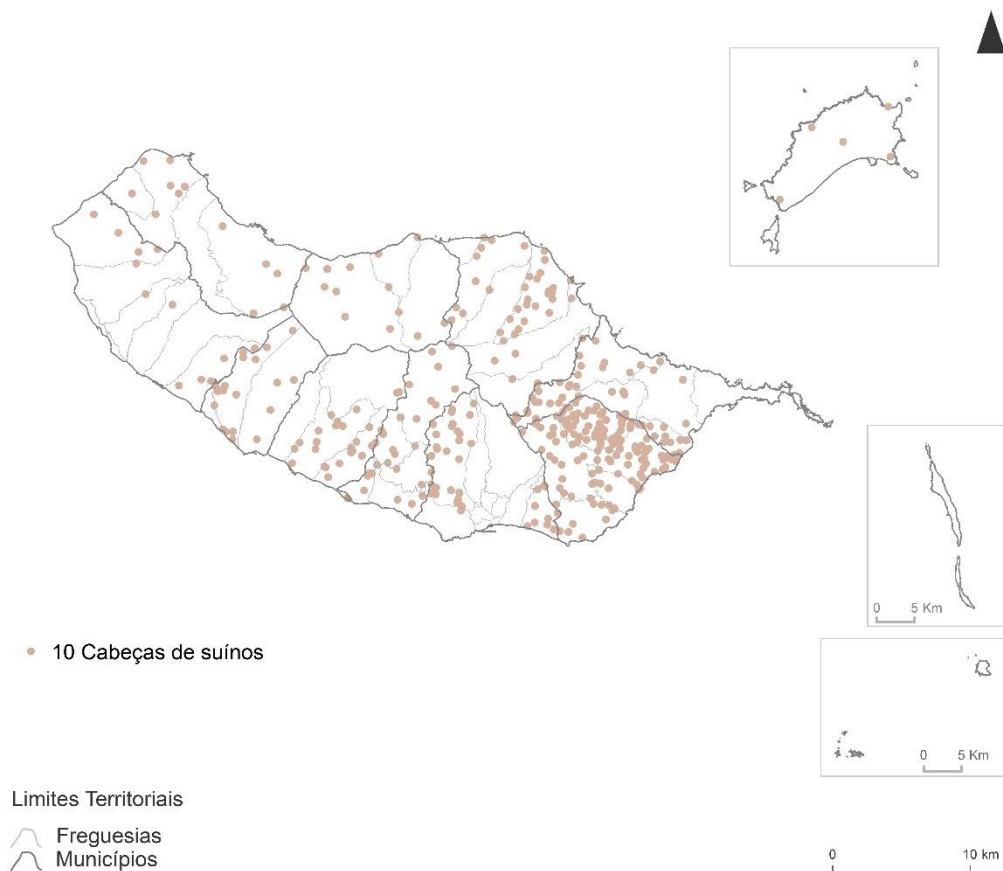 0 5 Km
10 Cabeças de suínos
0 5 Km
Limites Territoriais
Freguesias
Municípios
0 10 km